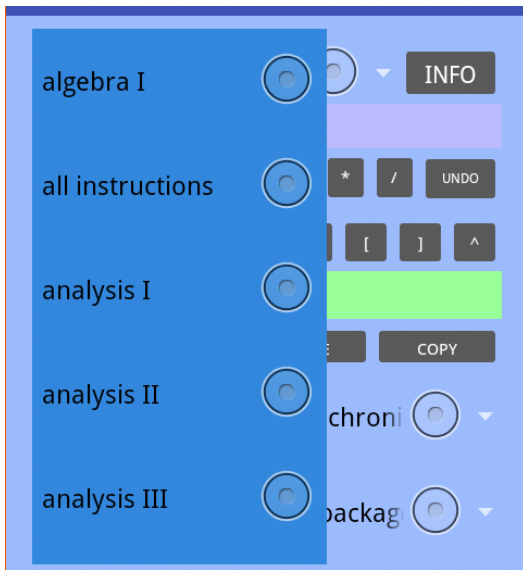 algebra I
INFO
all instructions
* / UNDO
[ ] ^
analysis I
COPY
analysis II
chroni
analysis III
packag